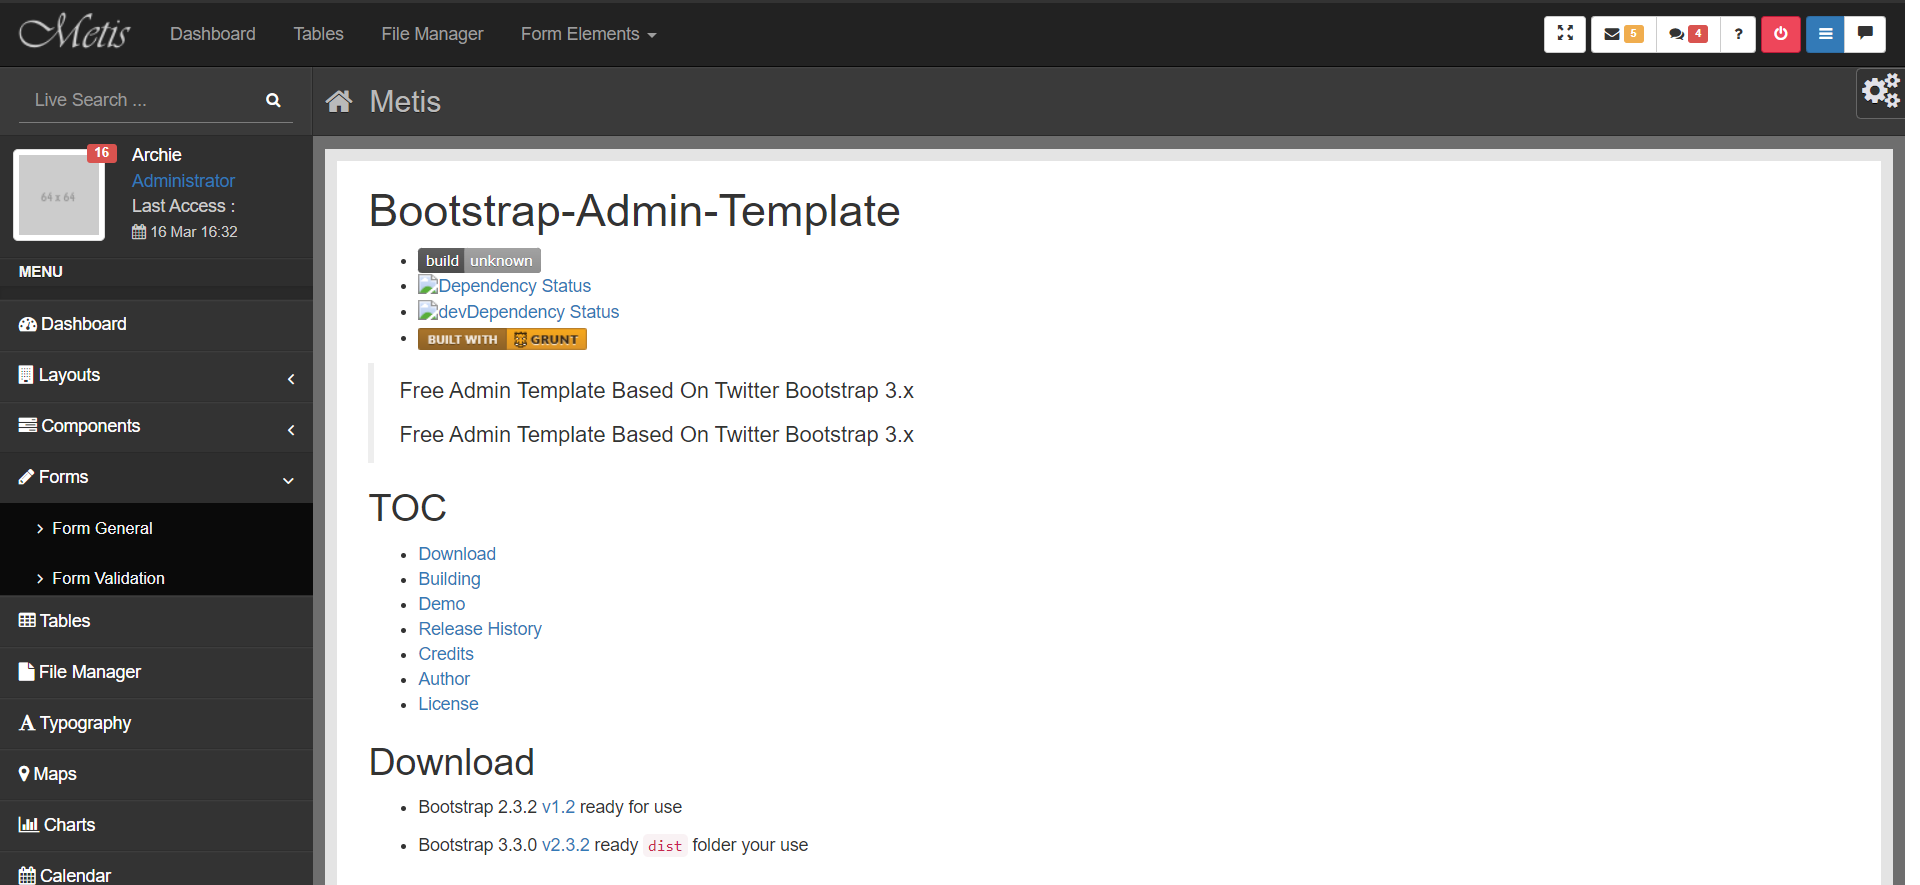 Metis
Dashboard
Tables
File Manager
Form Elements
5
4
?
Live Search ...
Metis
64 x 64
16
Archie
Administrator
Last Access :
16 Mar 16:32
MENU
Dashboard
Layouts
Components
Forms
Form General
Form Validation
Tables
File Manager
Typography
Maps
Charts
Calendar
Bootstrap-Admin-Template
build unknown
Dependency Status
devDependency Status
BUILT WITH GRUNT
Free Admin Template Based On Twitter Bootstrap 3.x
Free Admin Template Based On Twitter Bootstrap 3.x
TOC
Download
Building
Demo
Release History
Credits
Author
License
Download
Bootstrap 2.3.2 v1.2 ready for use
Bootstrap 3.3.0 v2.3.2 ready dist folder your use